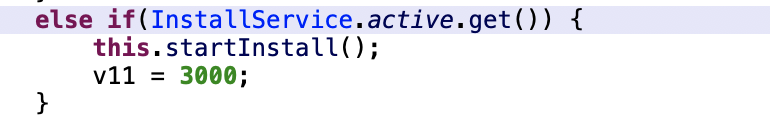 else if(InstallService.active.get()) {
    this.startInstall();
    v11 = 3000;
}